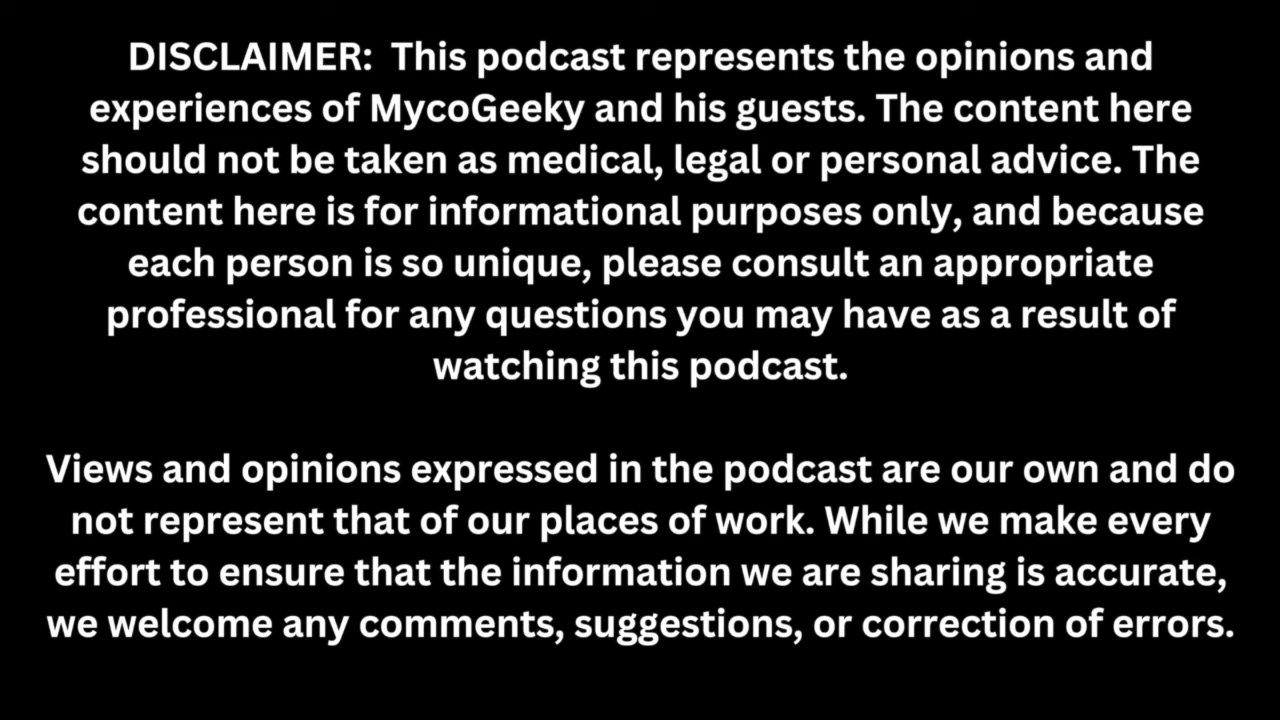 DISCLAIMER: This podcast represents the opinions and
experiences of MycoGeeky and his guests. The content here
should not be taken as medical, legal or personal advice. The
content here is for informational purposes only, and because
each person is so unique, please consult an appropriate
professional for any questions you may have as a result of
watching this podcast.
Views and opinions expressed in the podcast are our own and do
not represent that of our places of work. While we make every
effort to ensure that the information we are sharing is accurate,
we welcome any comments, suggestions, or correction of errors.